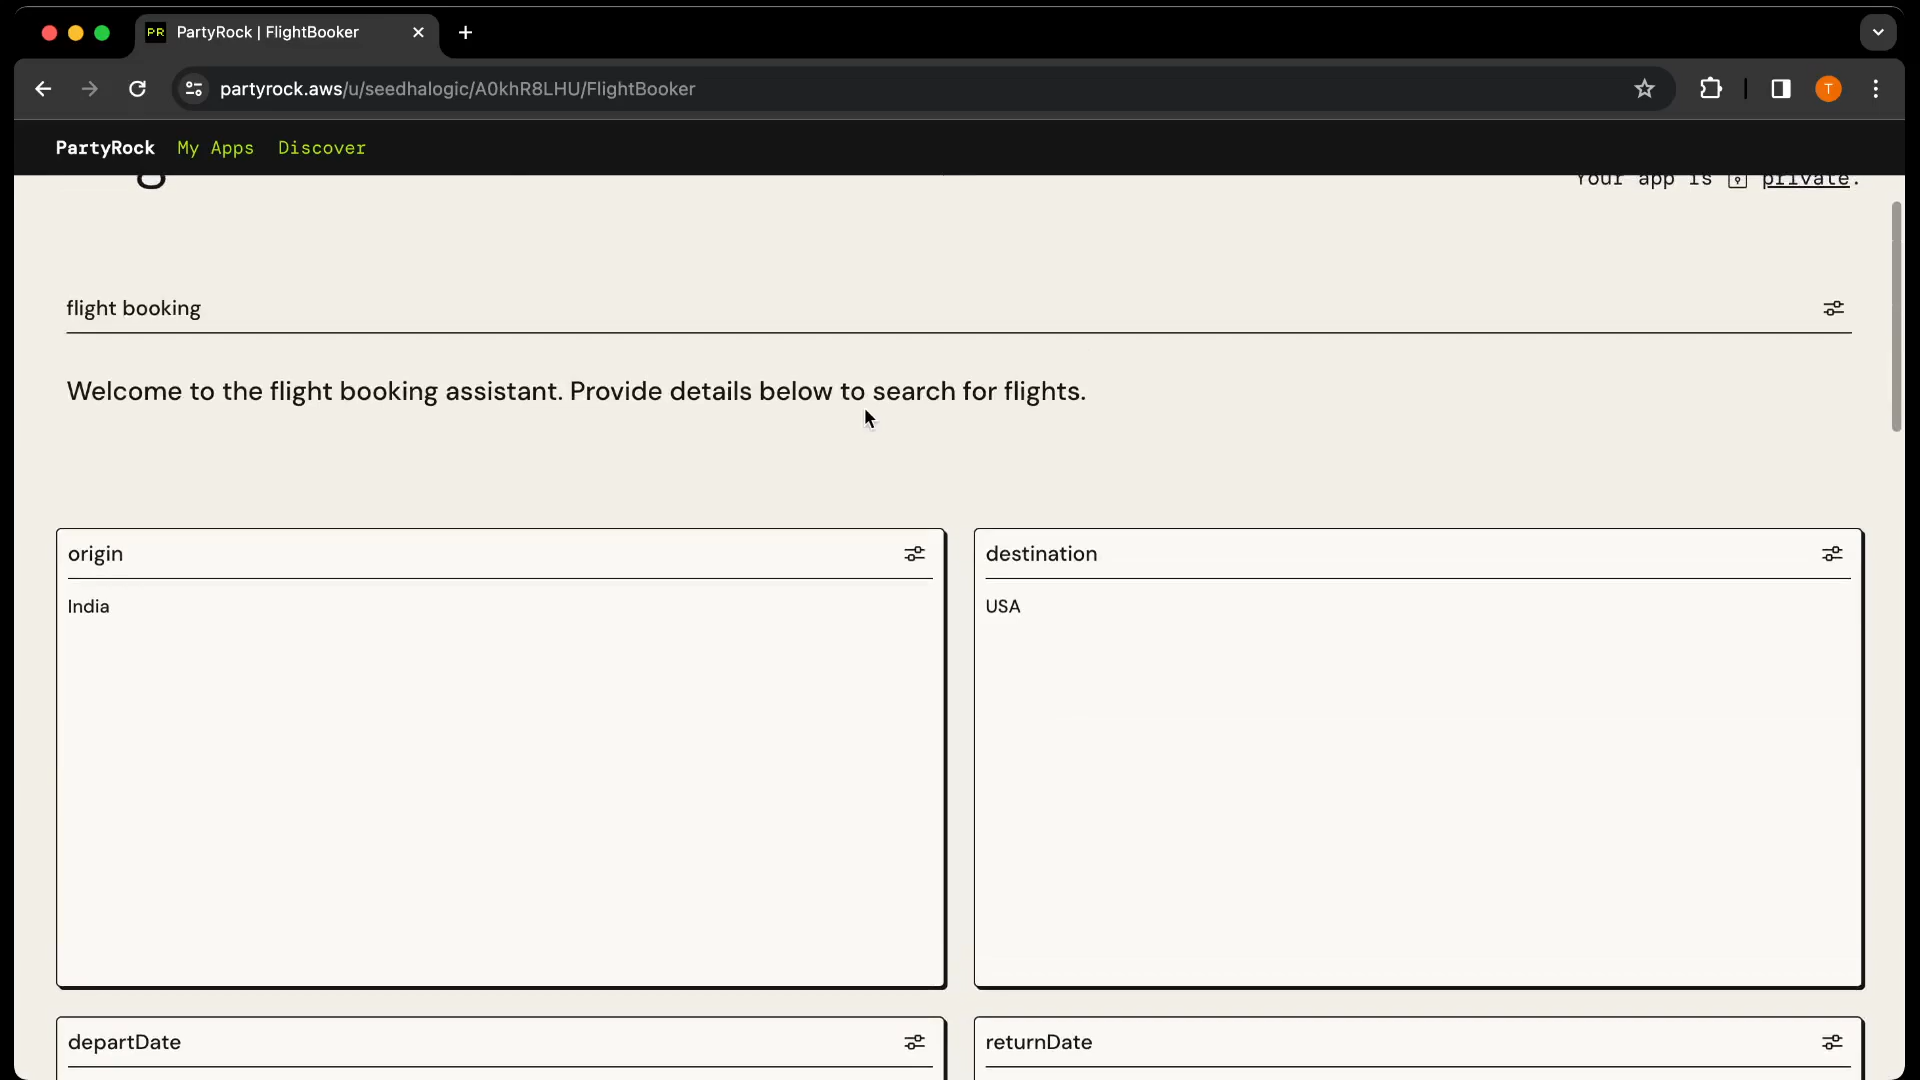 PR PartyRock | FlightBooker
partyrock.aws/u/seedhalogic/A0khR8LHU/FlightBooker
T
PartyRock My Apps Discover
Your app is private.
flight booking
Welcome to the flight booking assistant. Provide details below to search for flights.
origin
India
destination
USA
departDate
returnDate